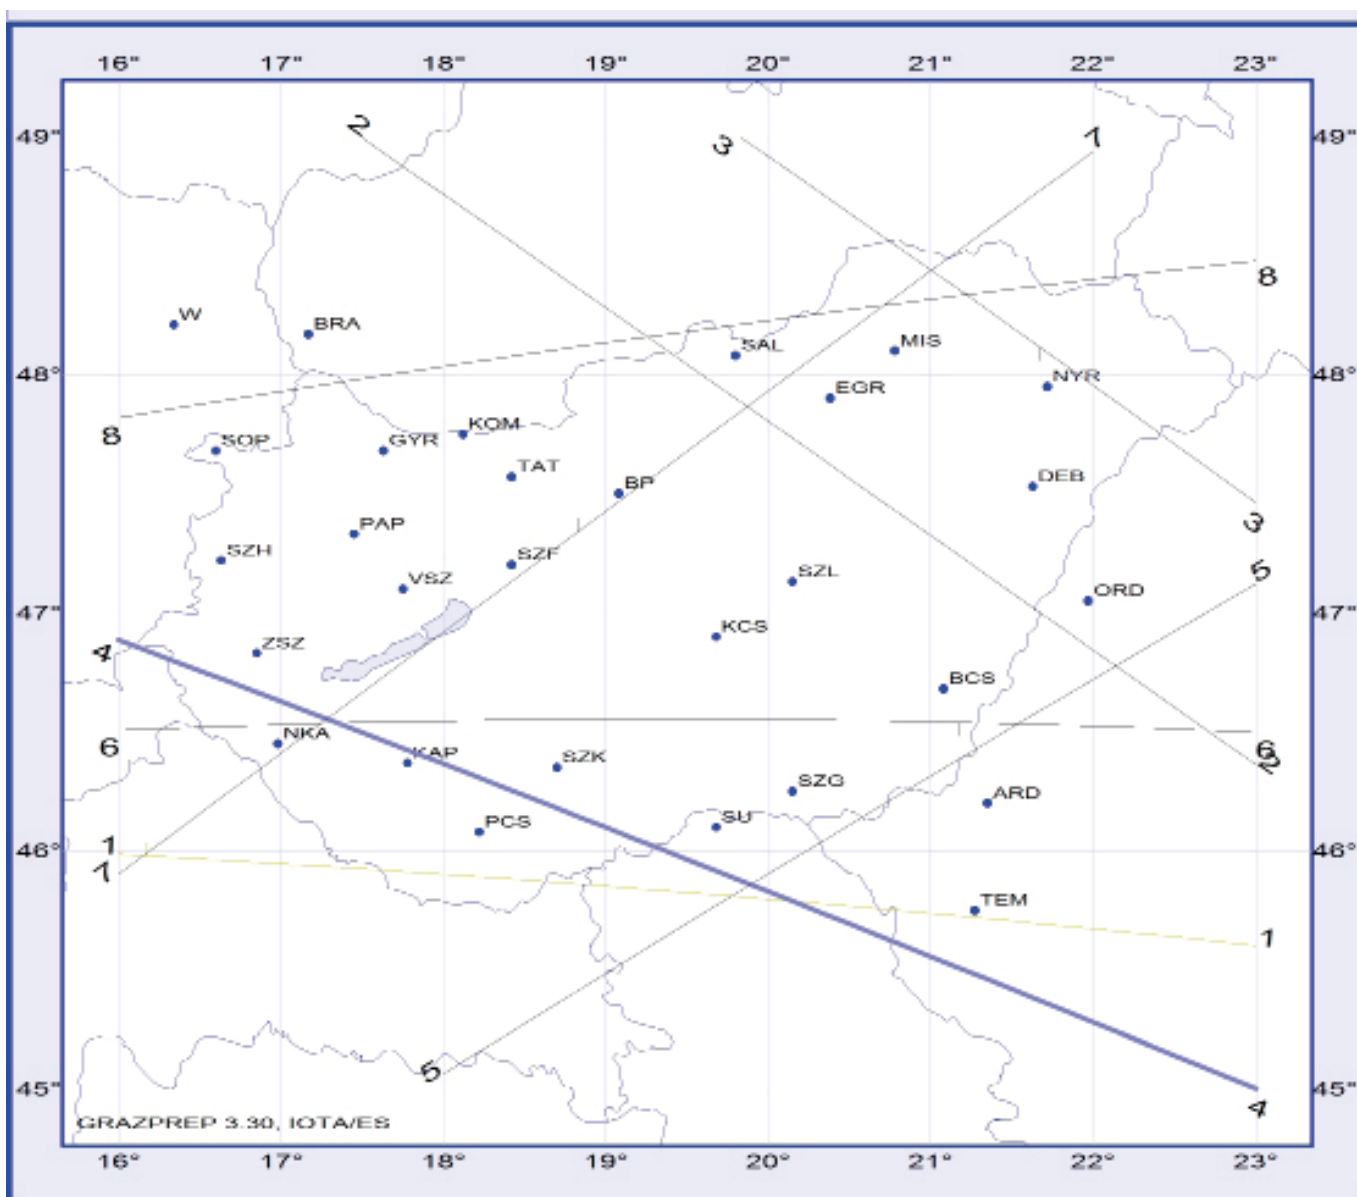 16° 17° 18° 19° 20° 21° 22° 23°
49° 2 3 7 49°
8
W
BRA
SAL MIS
48° EGR NYR 48°
8 SOP GYR KOM
TAT BP DEB
3
PAP
SZH SZF 5
VSZ SZL ORD
47° 47°
4 ZSZ KCS
BCS
6 NKA KAP SZK 6
2
SZG ARD
PCS SU
46° 1 46°
7
TEM
1
5
45° 45°
4
GRAZPREP 3.30, IOTA/ES
16° 17° 18° 19° 20° 21° 22° 23°